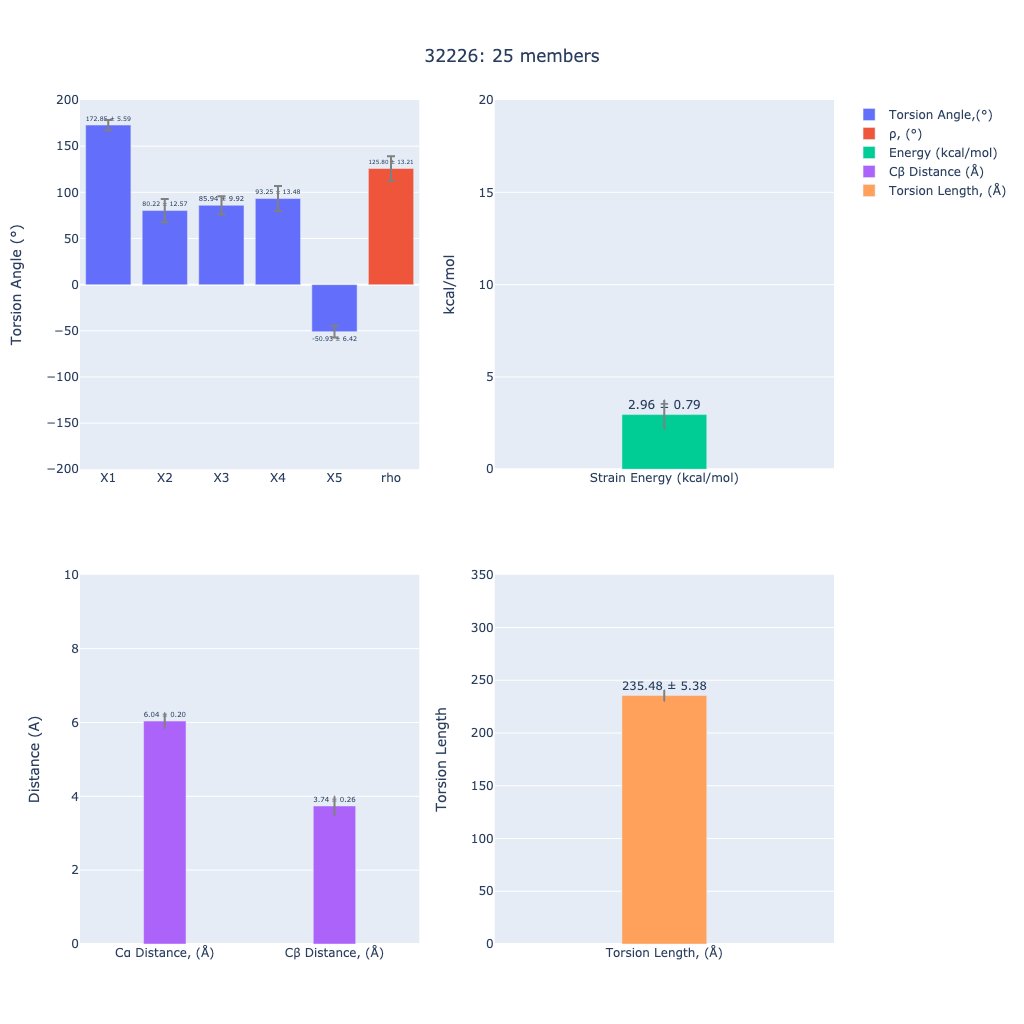 32226: 25 members
200
150
100
50
0
−50
−100
−150
−200
Torsion Angle (°)
172.85 ± 5.59
80.22 ± 12.57
85.94 ± 9.92
93.25 ± 13.48
-50.93 ± 6.42
125.80 ± 13.21
X1 X2 X3 X4 X5 rho
20
15
10
5
0
kcal/mol
2.96 ± 0.79
Strain Energy (kcal/mol)
Torsion Angle,(°)
ρ, (°)
Energy (kcal/mol)
Cβ Distance (Å)
Torsion Length, (Å)
10
8
6
4
2
0
Distance (A)
6.04 ± 0.20
3.74 ± 0.26
Cα Distance, (Å) Cβ Distance, (Å)
350
300
250
200
150
100
50
0
Torsion Length
235.48 ± 5.38
Torsion Length, (Å)